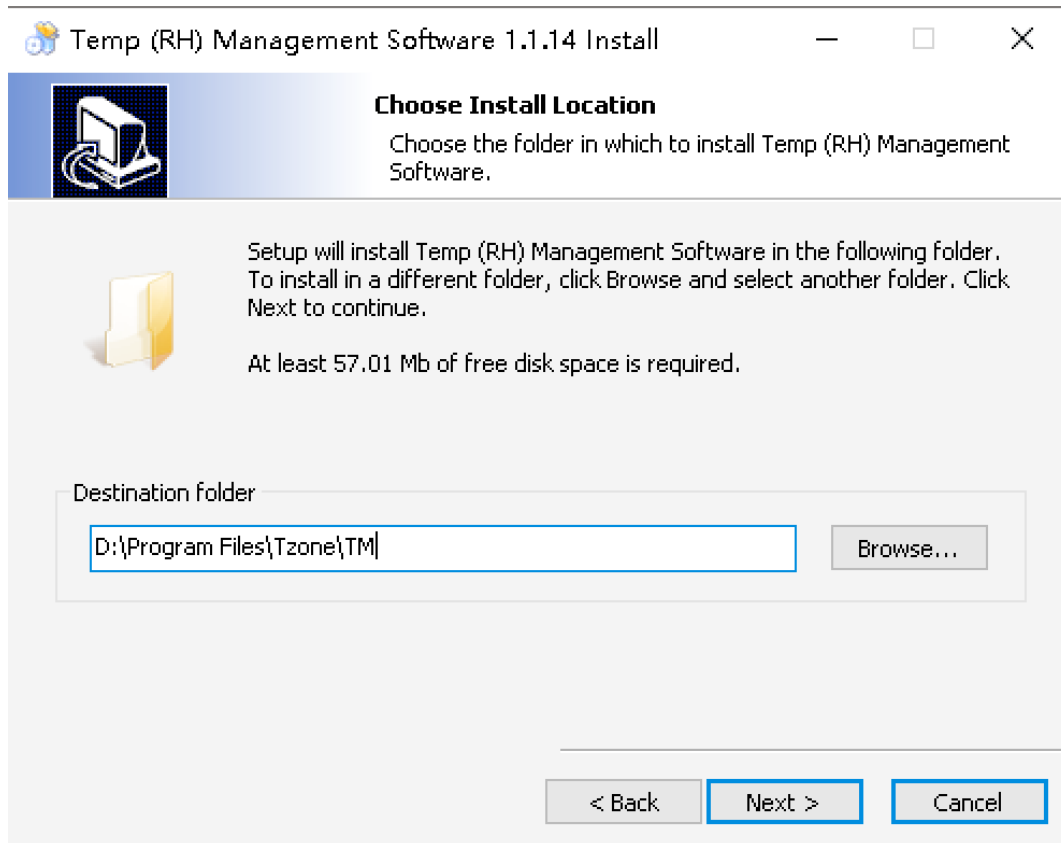 Temp (RH) Management Software 1.1.14 Install
Choose Install Location
Choose the folder in which to install Temp (RH) Management
Software.
Setup will install Temp (RH) Management Software in the following folder.
To install in a different folder, click Browse and select another folder. Click
Next to continue.
At least 57.01 Mb of free disk space is required.
Destination folder
D:\Program Files\Tzone\TM
Browse...
< Back
Next >
Cancel